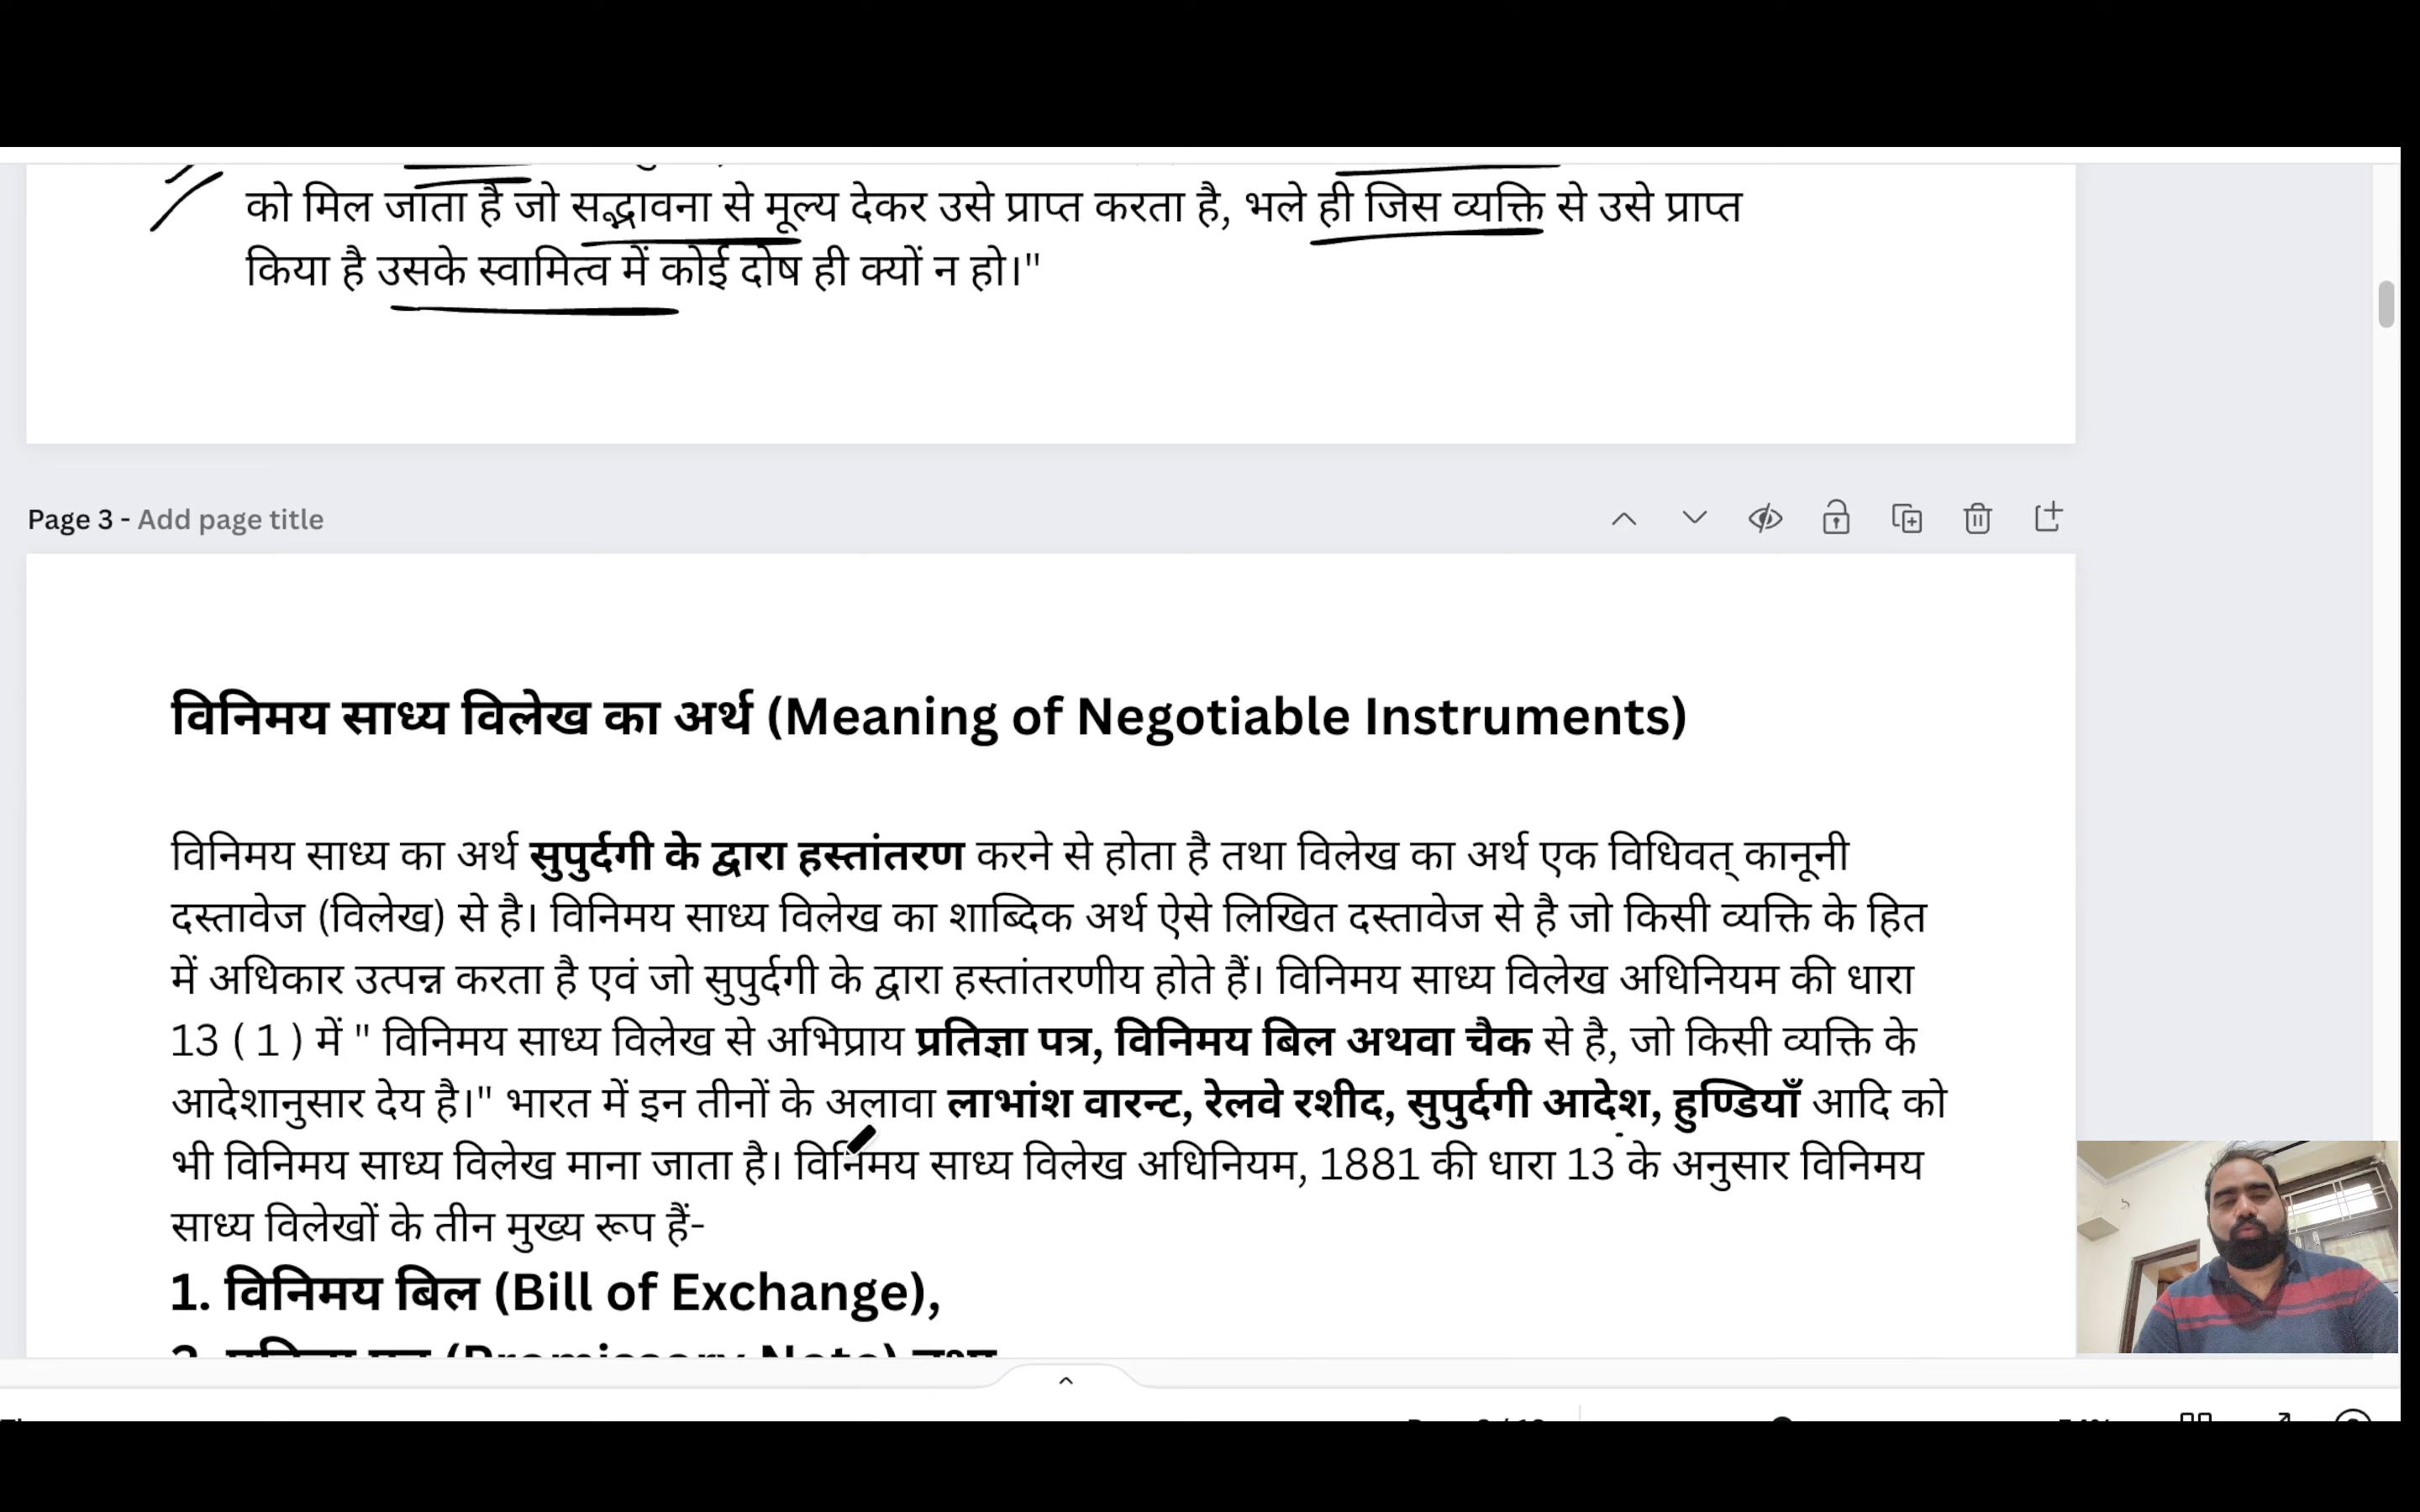 को मिल जाता है जो सद्भावना से मूल्य देकर उसे प्राप्त करता है, भले ही जिस व्यक्ति से उसे प्राप्त
किया है उसके स्वामित्व में कोई दोष ही क्यों न हो।"
Page 3 - Add page title
विनिमय साध्य विलेख का अर्थ (Meaning of Negotiable Instruments)
विनिमय साध्य का अर्थ सुपुर्दगी के द्वारा हस्तांतरण करने से होता है तथा विलेख का अर्थ एक विधिवत् कानूनी
दस्तावेज (विलेख) से है। विनिमय साध्य विलेख का शाब्दिक अर्थ ऐसे लिखित दस्तावेज से है जो किसी व्यक्ति के हित
में अधिकार उत्पन्न करता है एवं जो सुपुर्दगी के द्वारा हस्तांतरणीय होते हैं। विनिमय साध्य विलेख अधिनियम की धारा
13 ( 1 ) में " विनिमय साध्य विलेख से अभिप्राय प्रतिज्ञा पत्र, विनिमय बिल अथवा चैक से है, जो किसी व्यक्ति के
आदेशानुसार देय है।" भारत में इन तीनों के अलावा लाभांश वारन्ट, रेलवे रशीद, सुपुर्दगी आदेश, हुण्डियाँ आदि को
भी विनिमय साध्य विलेख माना जाता है। विनिमय साध्य विलेख अधिनियम, 1881 की धारा 13 के अनुसार विनिमय
साध्य विलेखों के तीन मुख्य रूप हैं-
1. विनिमय बिल (Bill of Exchange),
(Promissory Note) तथा